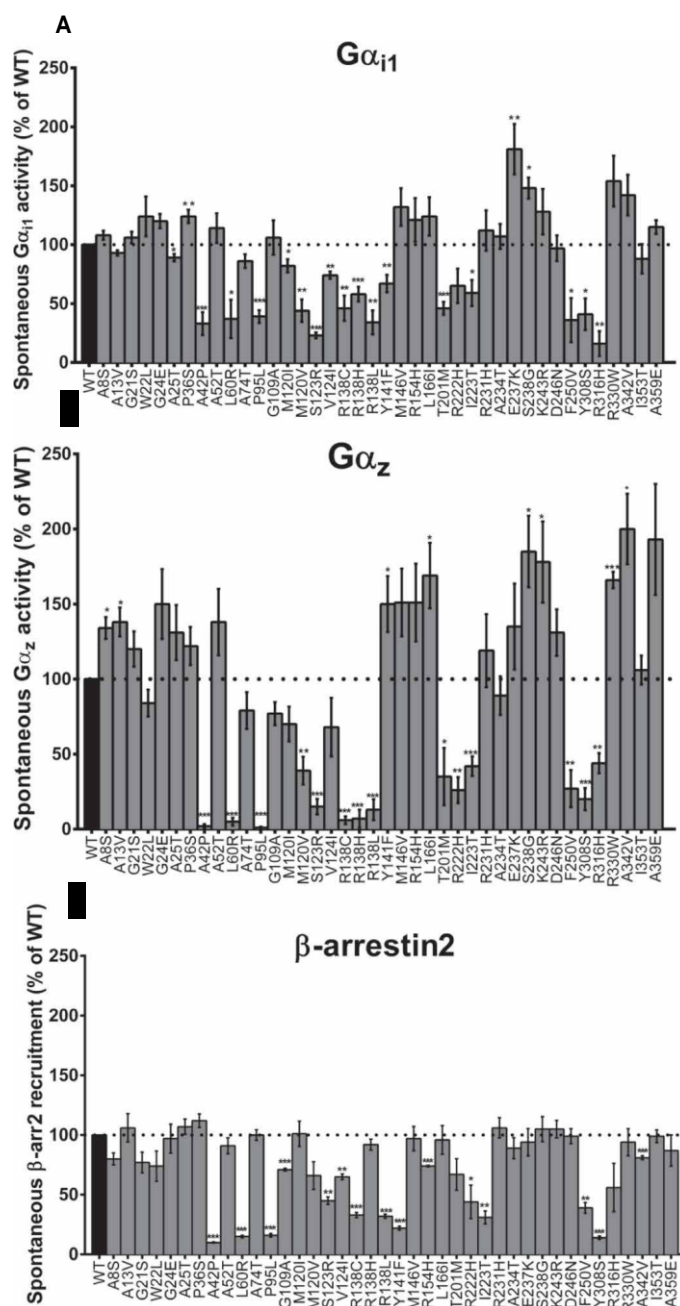 A
Gα_i1
Spontaneous Gα_i1 activity (% of WT)
250
200
150
100
50
0
* ** *** * *** * ** *** ** ** *** ** ** *** * ** * * * **
WT A8S A13V G21S W22L G24E A25T P36S A42P A52T L60R A74T P95L G109A M120I M120V S123R V124I R138C R138H R138L Y141F M146V R154H L166I T201M R222H I223T R231H A234T E237K S238G K243R D246N F250V Y308S R316H R330W A342V I353T A359E
Gα_z
Spontaneous Gα_z activity (% of WT)
250
200
150
100
50
0
* * *** *** *** ** *** *** *** *** * * * ** *** * * ** *** ** *** *
WT A8S A13V G21S W22L G24E A25T P36S A42P A52T L60R A74T P95L G109A M120I M120V S123R V124I R138C R138H R138L Y141F M146V R154H L166I T201M R222H I223T R231H A234T E237K S238G K243R D246N F250V Y308S R316H R330W A342V I353T A359E
β-arrestin2
Spontaneous β-arr2 recruitment (% of WT)
250
200
150
100
50
0
*** *** *** *** ** ** *** *** *** *** * ** ** *** ***
WT A8S A13V G21S W22L G24E A25T P36S A42P A52T L60R A74T P95L G109A M120I M120V S123R V124I R138C R138H R138L Y141F M146V R154H L166I T201M R222H I223T R231H A234T E237K S238G K243R D246N F250V Y308S R316H R330W A342V I353T A359E